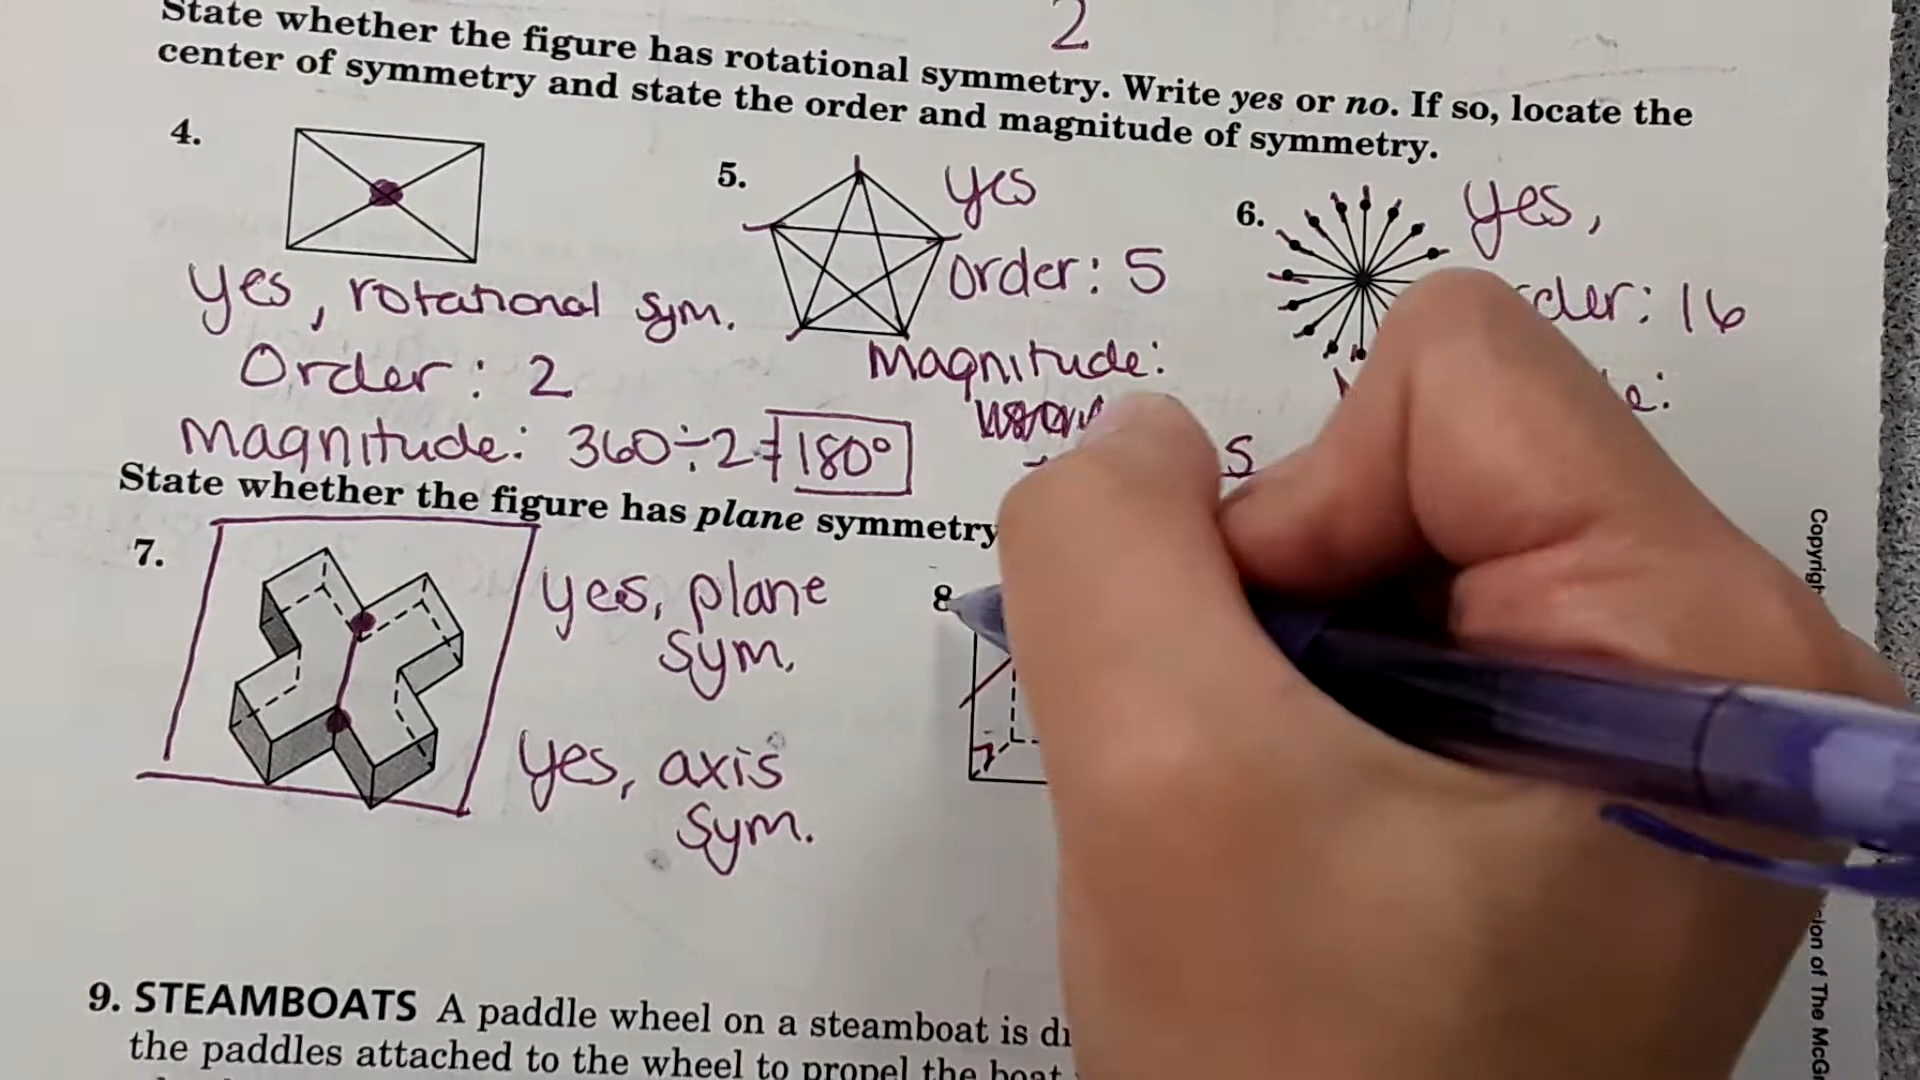 2
State whether the figure has rotational symmetry. Write yes or no. If so, locate the
center of symmetry and state the order and magnitude of symmetry.
4.
yes, rotational sym.
Order: 2
Magnitude: 360÷2=180°
5.
yes
order: 5
Magnitude:
6.
yes,
16
State whether the figure has plane symmetry
7.
yes, plane
sym.
yes, axis
sym.
8
9. STEAMBOATS A paddle wheel on a steamboat is
the paddles attached to the wheel to propel the boat
sion of The McG